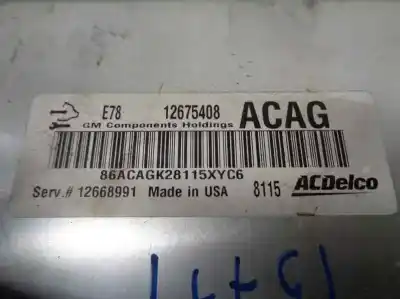 E78 12675408 ACAG
GM Components Holdings
86ACAGK28115XYC6
Serv.# 12668991 Made in USA 8115 ACDelco